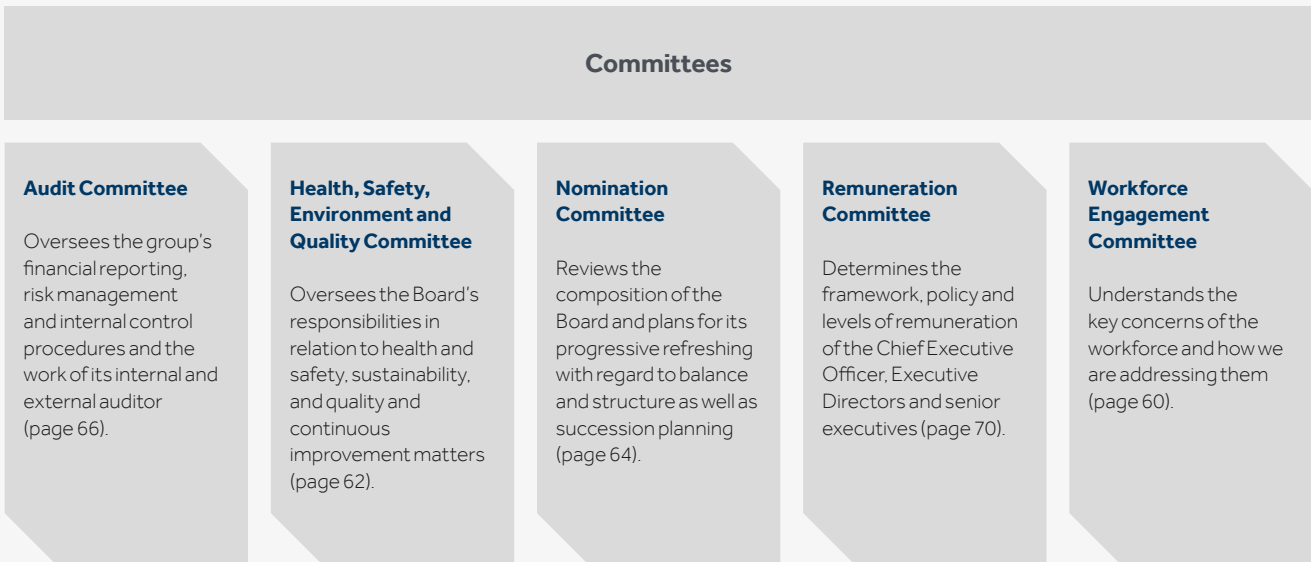 Committees
Audit Committee
Oversees the group's
financial reporting,
risk management
and internal control
procedures and the
work of its internal and
external auditor
(page 66).
Health, Safety,
Environment and
Quality Committee
Oversees the Board's
responsibilities in
relation to health and
safety, sustainability,
and quality and
continuous
improvement matters
(page 62).
Nomination
Committee
Reviews the
composition of the
Board and plans for its
progressive refreshing
with regard to balance
and structure as well as
succession planning
(page 64).
Remuneration
Committee
Determines the
framework, policy and
levels of remuneration
of the Chief Executive
Officer, Executive
Directors and senior
executives (page 70).
Workforce
Engagement
Committee
Understands the
key concerns of the
workforce and how we
are addressing them
(page 60).